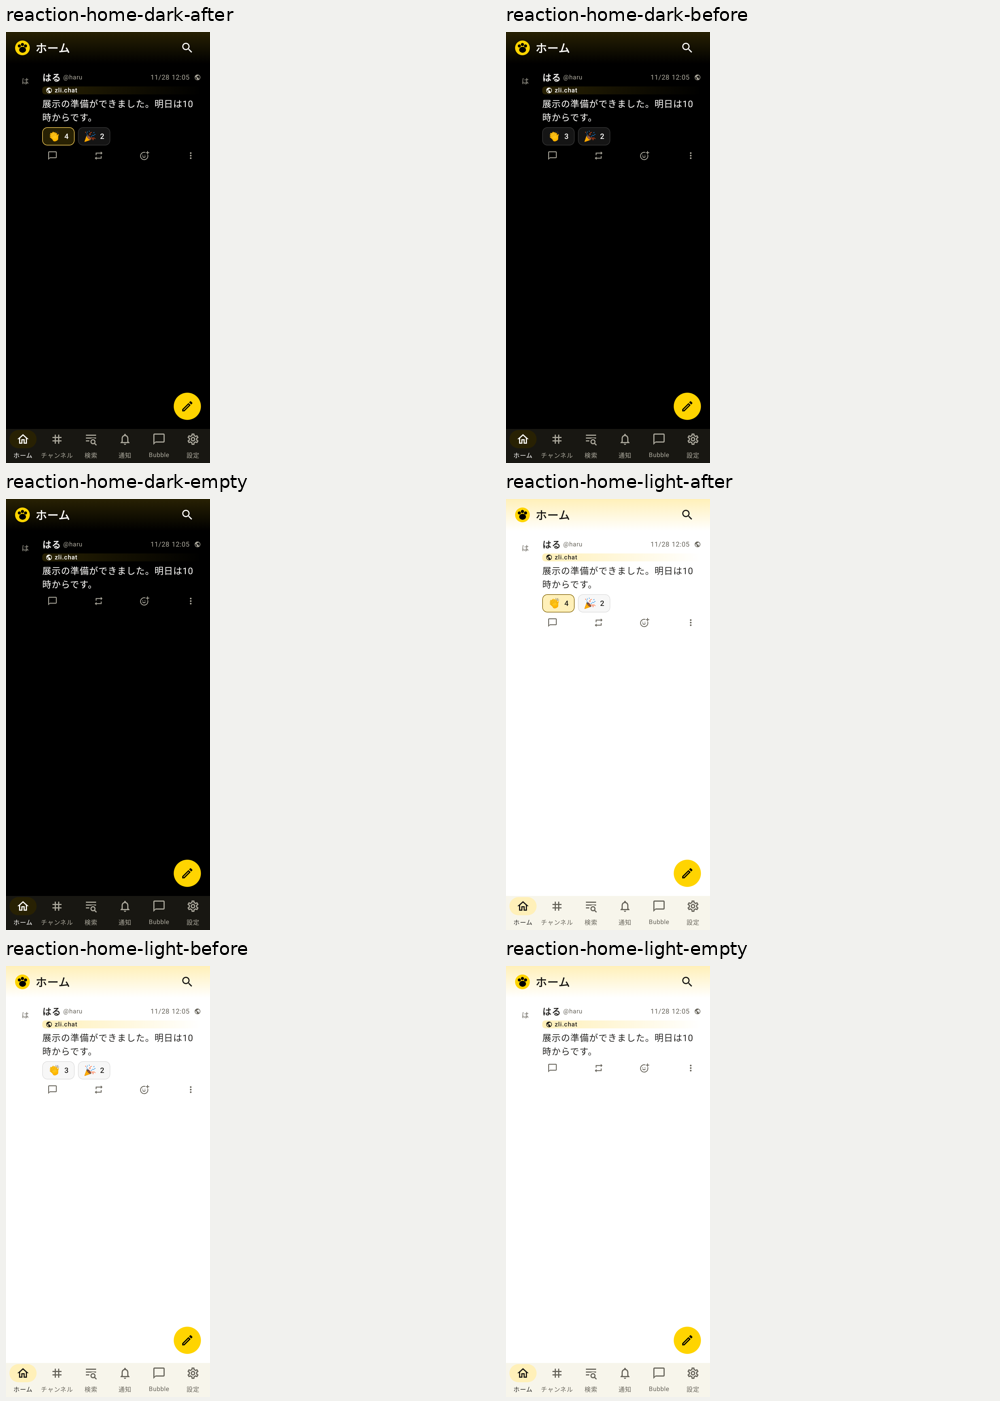 reaction-home-dark-after
ホーム
は
はる @haru 11/28 12:05
zli.chat
展示の準備ができました。明日は10
時からです。
👏 4 🎉 2
ホーム チャンネル 検索 通知 Bubble 設定
reaction-home-dark-before
ホーム
は
はる @haru 11/28 12:05
zli.chat
展示の準備ができました。明日は10
時からです。
👏 3 🎉 2
ホーム チャンネル 検索 通知 Bubble 設定
reaction-home-dark-empty
ホーム
は
はる @haru 11/28 12:05
zli.chat
展示の準備ができました。明日は10
時からです。
ホーム チャンネル 検索 通知 Bubble 設定
reaction-home-light-after
ホーム
は
はる @haru 11/28 12:05
zli.chat
展示の準備ができました。明日は10
時からです。
👏 4 🎉 2
ホーム チャンネル 検索 通知 Bubble 設定
reaction-home-light-before
ホーム
は
はる @haru 11/28 12:05
zli.chat
展示の準備ができました。明日は10
時からです。
👏 3 🎉 2
ホーム チャンネル 検索 通知 Bubble 設定
reaction-home-light-empty
ホーム
は
はる @haru 11/28 12:05
zli.chat
展示の準備ができました。明日は10
時からです。
ホーム チャンネル 検索 通知 Bubble 設定